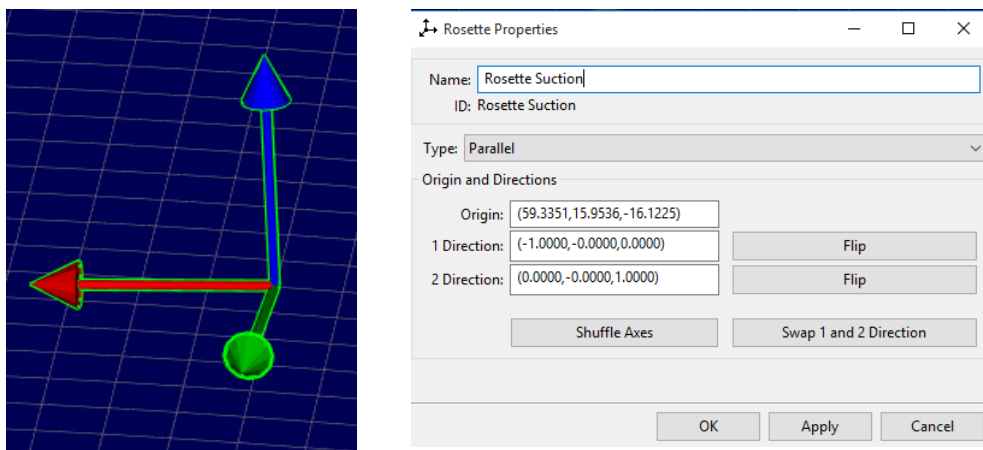 Rosette Properties
Name: Rosette Suction
ID: Rosette Suction
Type: Parallel
Origin and Directions
Origin: (59.3351,15.9536,-16.1225)
1 Direction: (-1.0000,-0.0000,0.0000) Flip
2 Direction: (0.0000,-0.0000,1.0000) Flip
Shuffle Axes Swap 1 and 2 Direction
OK Apply Cancel